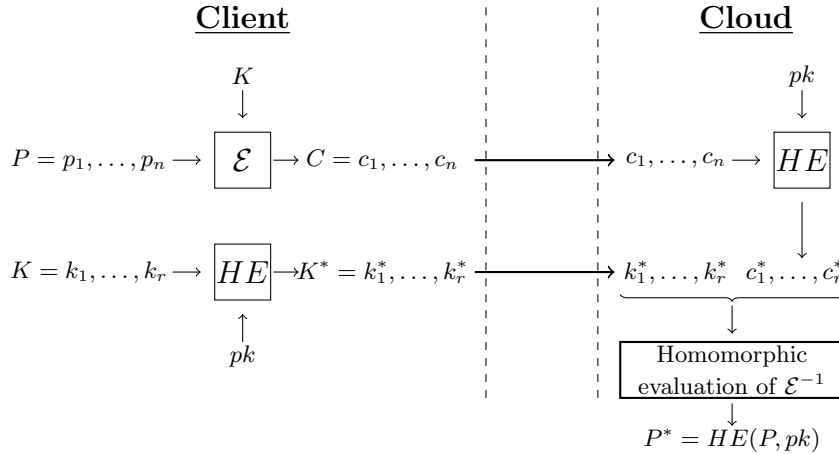 Client Cloud
K pk
P = p₁, . . . , pₙ → ℰ → C = c₁, . . . , cₙ → c₁, . . . , cₙ → HE
K = k₁, . . . , kᵣ → HE → K* = k₁*, . . . , kᵣ* → k₁*, . . . , kᵣ* c₁*, . . . , cᵣ*
pk
Homomorphic
evaluation of ℰ⁻¹
P* = HE(P, pk)